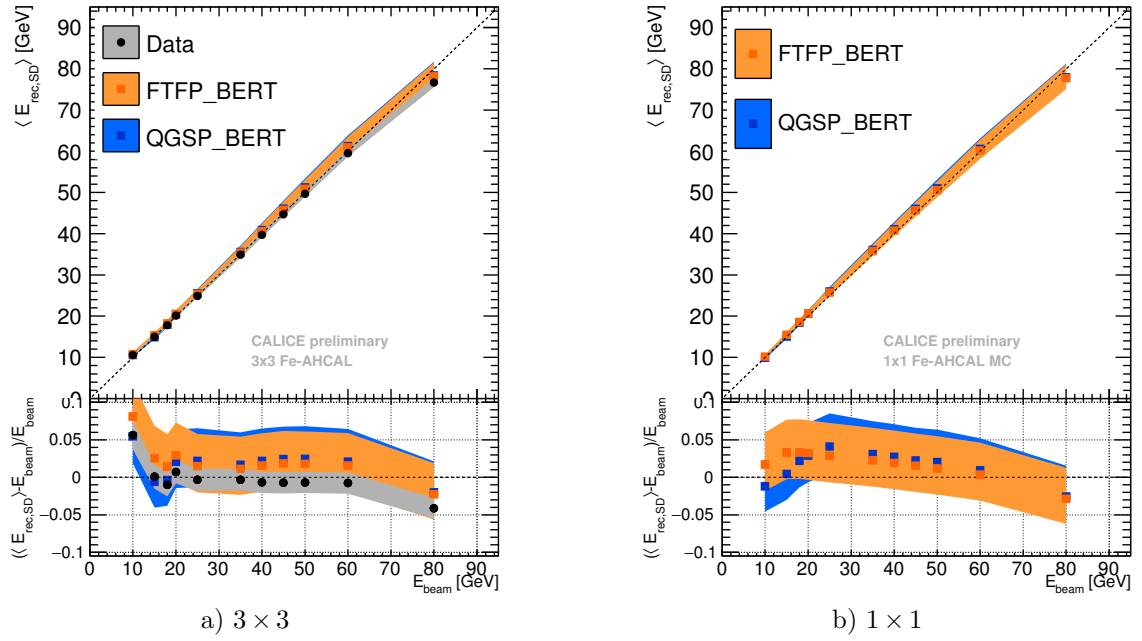 ⟨ E_rec,SD ⟩ [GeV]
90
80
70
60
50
40
30
20
10
0
Data
FTFP_BERT
QGSP_BERT
CALICE preliminary
3x3 Fe-AHCAL
(⟨ E_rec,SD ⟩-E_beam)/E_beam
0.1
0.05
0
−0.05
−0.1
0 10 20 30 40 50 60 70 80 90
E_beam [GeV]
a) 3 × 3
⟨ E_rec,SD ⟩ [GeV]
90
80
70
60
50
40
30
20
10
0
FTFP_BERT
QGSP_BERT
CALICE preliminary
1x1 Fe-AHCAL MC
(⟨ E_rec,SD ⟩-E_beam)/E_beam
0.1
0.05
0
−0.05
−0.1
0 10 20 30 40 50 60 70 80 90
E_beam [GeV]
b) 1 × 1